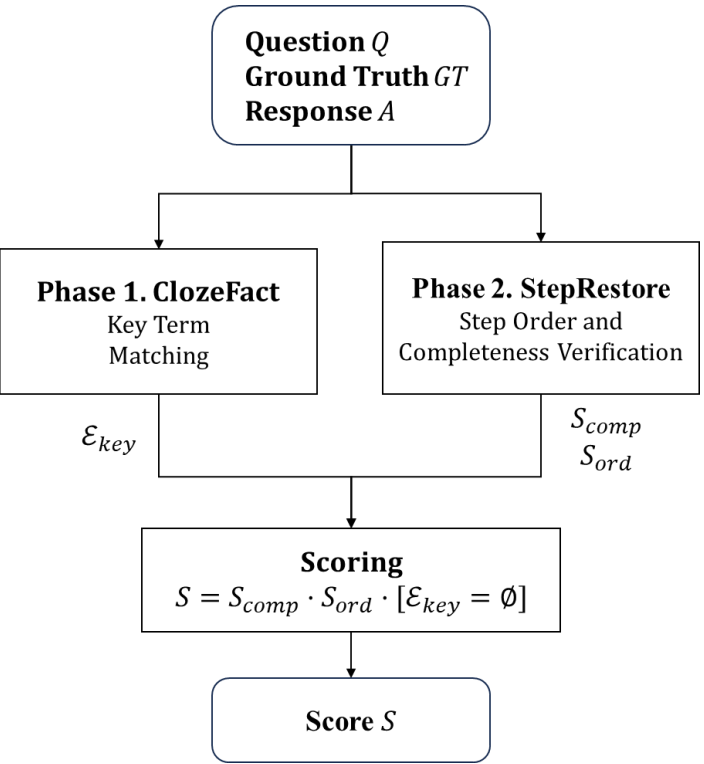 Question Q
Ground Truth GT
Response A
Phase 1. ClozeFact
Key Term
Matching
Phase 2. StepRestore
Step Order and
Completeness Verification
ℰ_key
S_comp
S_ord
Scoring
S = S_comp · S_ord · [ℰ_key = ∅]
Score S